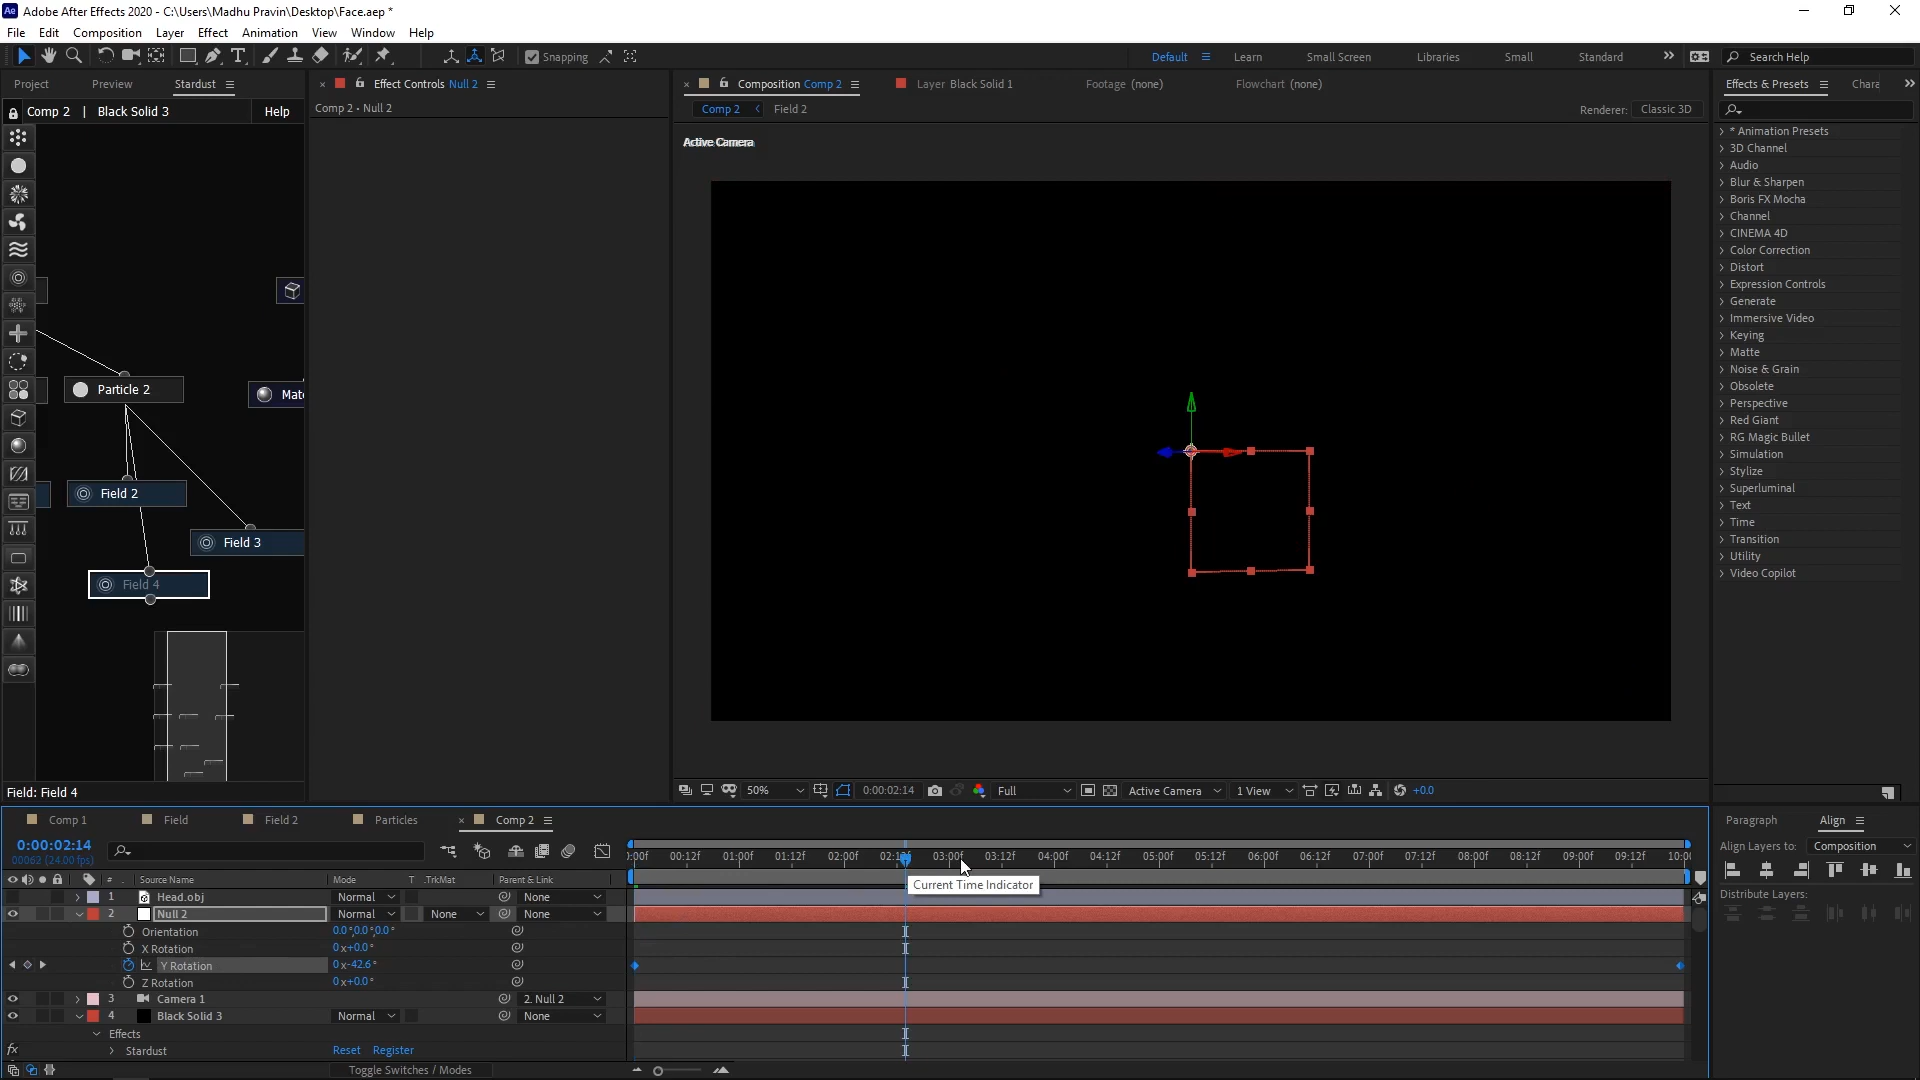 Adobe After Effects 2020 - C:\Users\Madhu Pravin\Desktop\Face.aep *
File Edit Composition Layer Effect Animation View Window Help
Snapping Default Learn Small Screen Libraries Small Standard Search Help
Project Preview Stardust
Effect Controls Null 2
Composition Comp 2 Layer Black Solid 1 Footage (none) Flowchart (none)
Effects & Presets Chara
Comp 2 | Black Solid 3 Help
Comp 2 • Null 2
Comp 2 Field 2 Renderer: Classic 3D
Active Camera
* Animation Presets
3D Channel
Audio
Blur & Sharpen
Boris FX Mocha
Channel
CINEMA 4D
Color Correction
Distort
Expression Controls
Generate
Immersive Video
Keying
Matte
Noise & Grain
Obsolete
Perspective
Red Giant
RG Magic Bullet
Simulation
Stylize
Superluminal
Text
Time
Transition
Utility
Video Copilot
Particle 2
Mate
Field 2
Field 3
Field 4
Field: Field 4
50% 0:00:02:14 Full Active Camera 1 View +0.0
Comp 1 Field Field 2 Particles Comp 2
0:00:02:14
00062 (24.00 fps)
):00f 00:12f 01:00f 01:12f 02:00f 02:12f 03:00f 03:12f 04:00f 04:12f 05:00f 05:12f 06:00f 06:12f 07:00f 07:12f 08:00f 08:12f 09:00f 09:12f 10:0
# Source Name Mode T .TrkMat Parent & Link
Current Time Indicator
1 Head.obj Normal None
2 Null 2 Normal None None
Orientation 0.0°,0.0°,0.0°
X Rotation 0x+0.0°
Y Rotation 0x-42.6°
Z Rotation 0x+0.0°
3 Camera 1 2. Null 2
4 Black Solid 3 Normal None
Effects
fx Stardust Reset Register
Toggle Switches / Modes
Paragraph Align
Align Layers to: Composition
Distribute Layers: